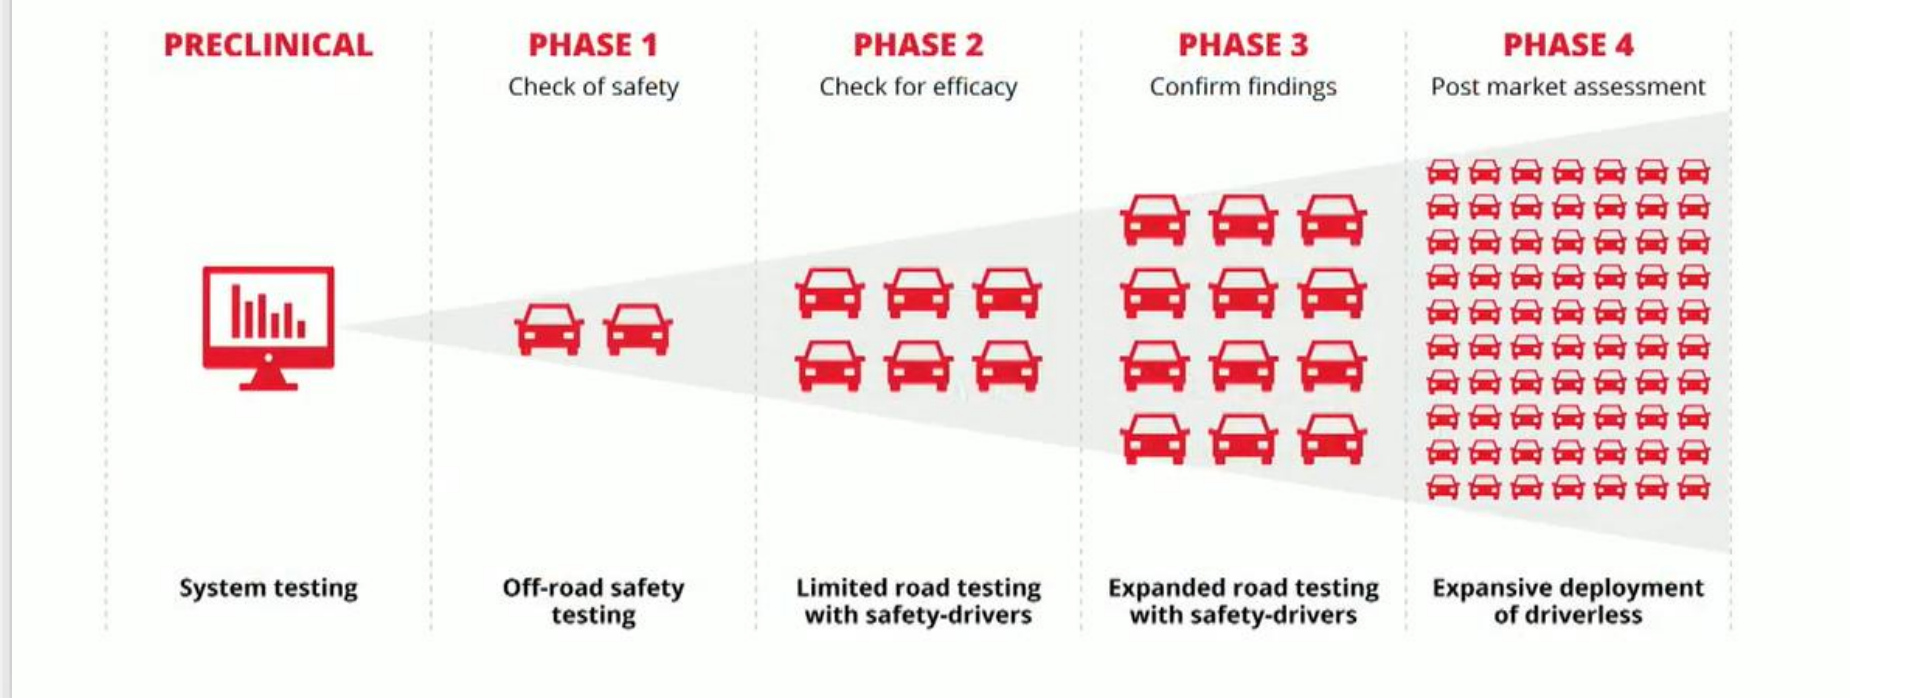 PRECLINICAL
PHASE 1
Check of safety
PHASE 2
Check for efficacy
PHASE 3
Confirm findings
PHASE 4
Post market assessment
System testing
Off-road safety
testing
Limited road testing
with safety-drivers
Expanded road testing
with safety-drivers
Expansive deployment
of driverless